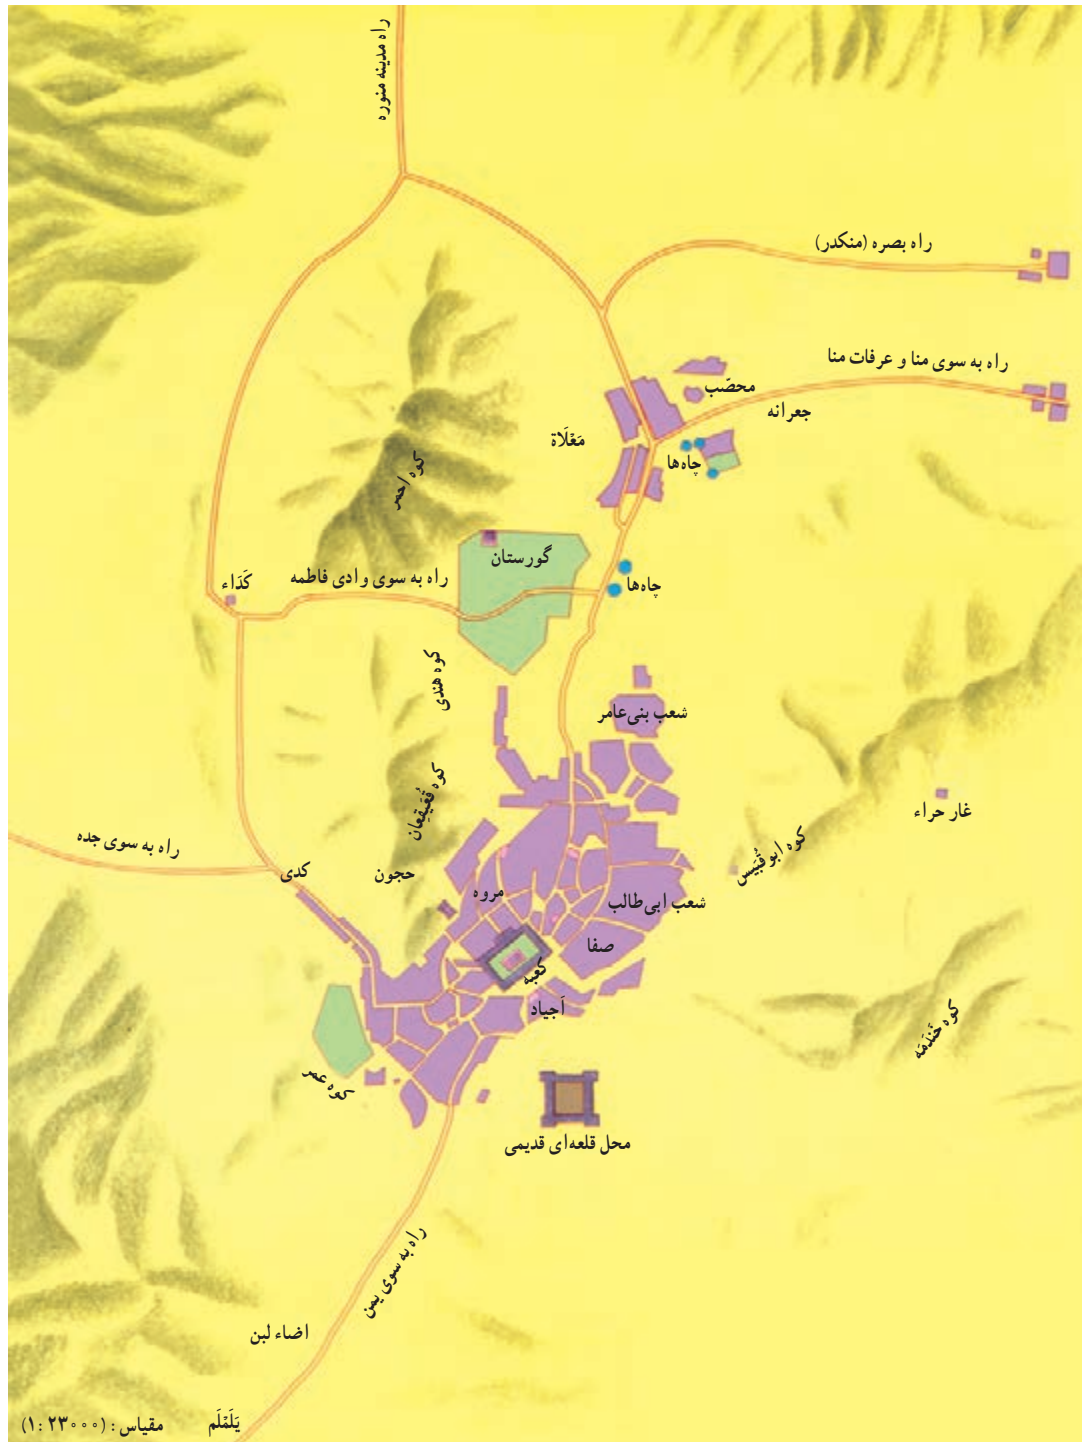 راه مدینه منوره
راه بصره (منکدر)
راه به سوی منا و عرفات منا
محصّب
جعرانه
مَعْلَاة
چاه‌ها
کوه احمر
گورستان
راه به سوی وادی فاطمه
کَدَاء
چاه‌ها
کوه هندی
شعب بنی‌عامر
کوه قُعَیقِعان
غار حراء
راه به سوی جده
کدی
حجون
کوه ابوقُبَیس
مروه
شعب ابی‌طالب
صفا
کعبه
اَجیاد
کوه خَندَمَه
کوه عمر
محل قلعه‌ای قدیمی
راه به سوی یمن
اضاء لبن
یَلَمْلَم
مقیاس : (۱:۲۳۰۰۰)